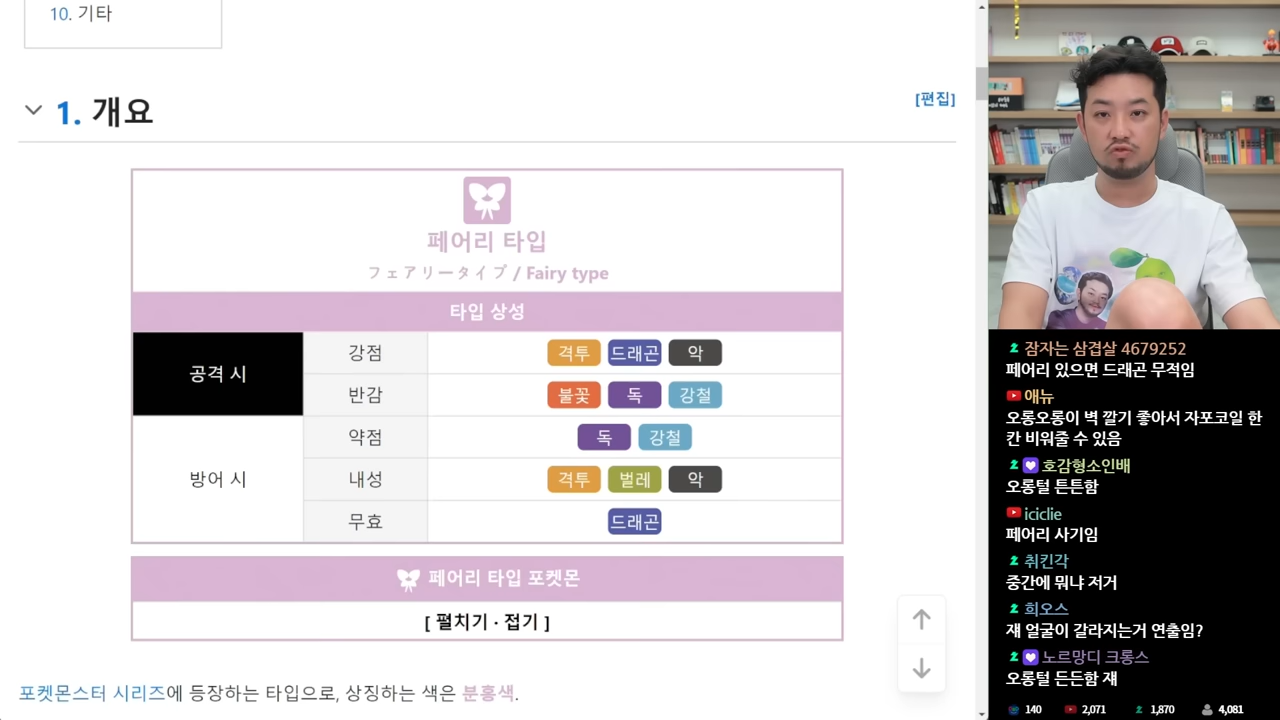 10. 기타
1. 개요
[편집]
페어리 타입
フェアリータイプ / Fairy type
타입 상성
공격 시
강점
격투 드래곤 악
반감
불꽃 독 강철
방어 시
약점
독 강철
내성
격투 벌레 악
무효
드래곤
페어리 타입 포켓몬
[ 펼치기 · 접기 ]
포켓몬스터 시리즈에 등장하는 타입으로, 상징하는 색은 분홍색.
잠자는 삼겹살 4679252
페어리 있으면 드래곤 무적임
애뉴
오롱오롱이 벽 깔기 좋아서 자포코일 한
칸 비워줄 수 있음
호감형소인배
오롱털 튼튼함
iciclie
페어리 사기임
취킨각
중간에 뭐냐 저거
희오스
쟤 얼굴이 갈라지는거 연출임?
노르망디 크롱스
오롱털 든든함 쟤
140 2,071 1,870 4,081